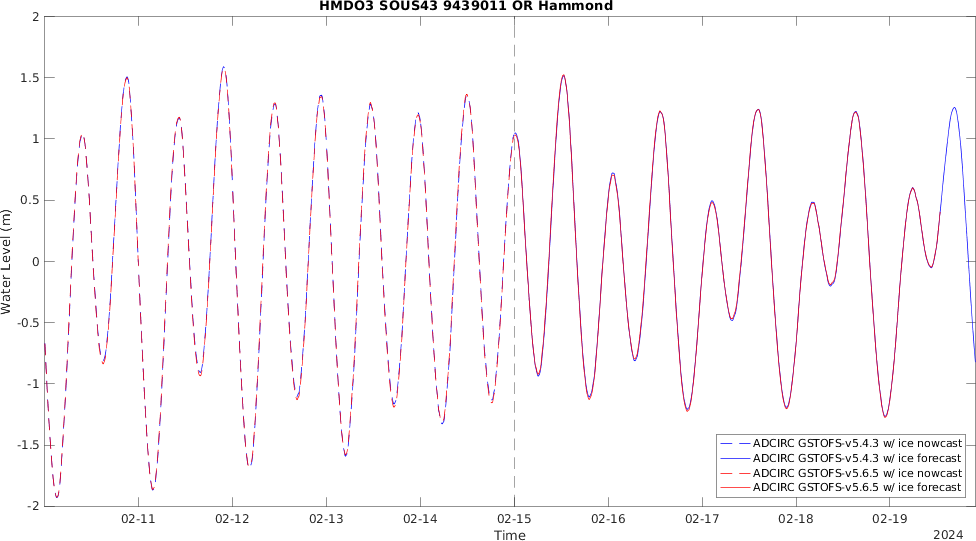 HMDO3 SOUS43 9439011 OR Hammond
2
1.5
1
0.5
0
-0.5
-1
-1.5
-2
Water Level (m)
02-11 02-12 02-13 02-14 02-15 02-16 02-17 02-18 02-19
Time
2024
ADCIRC GSTOFS-v5.4.3 w/ ice nowcast
ADCIRC GSTOFS-v5.4.3 w/ ice forecast
ADCIRC GSTOFS-v5.6.5 w/ ice nowcast
ADCIRC GSTOFS-v5.6.5 w/ ice forecast